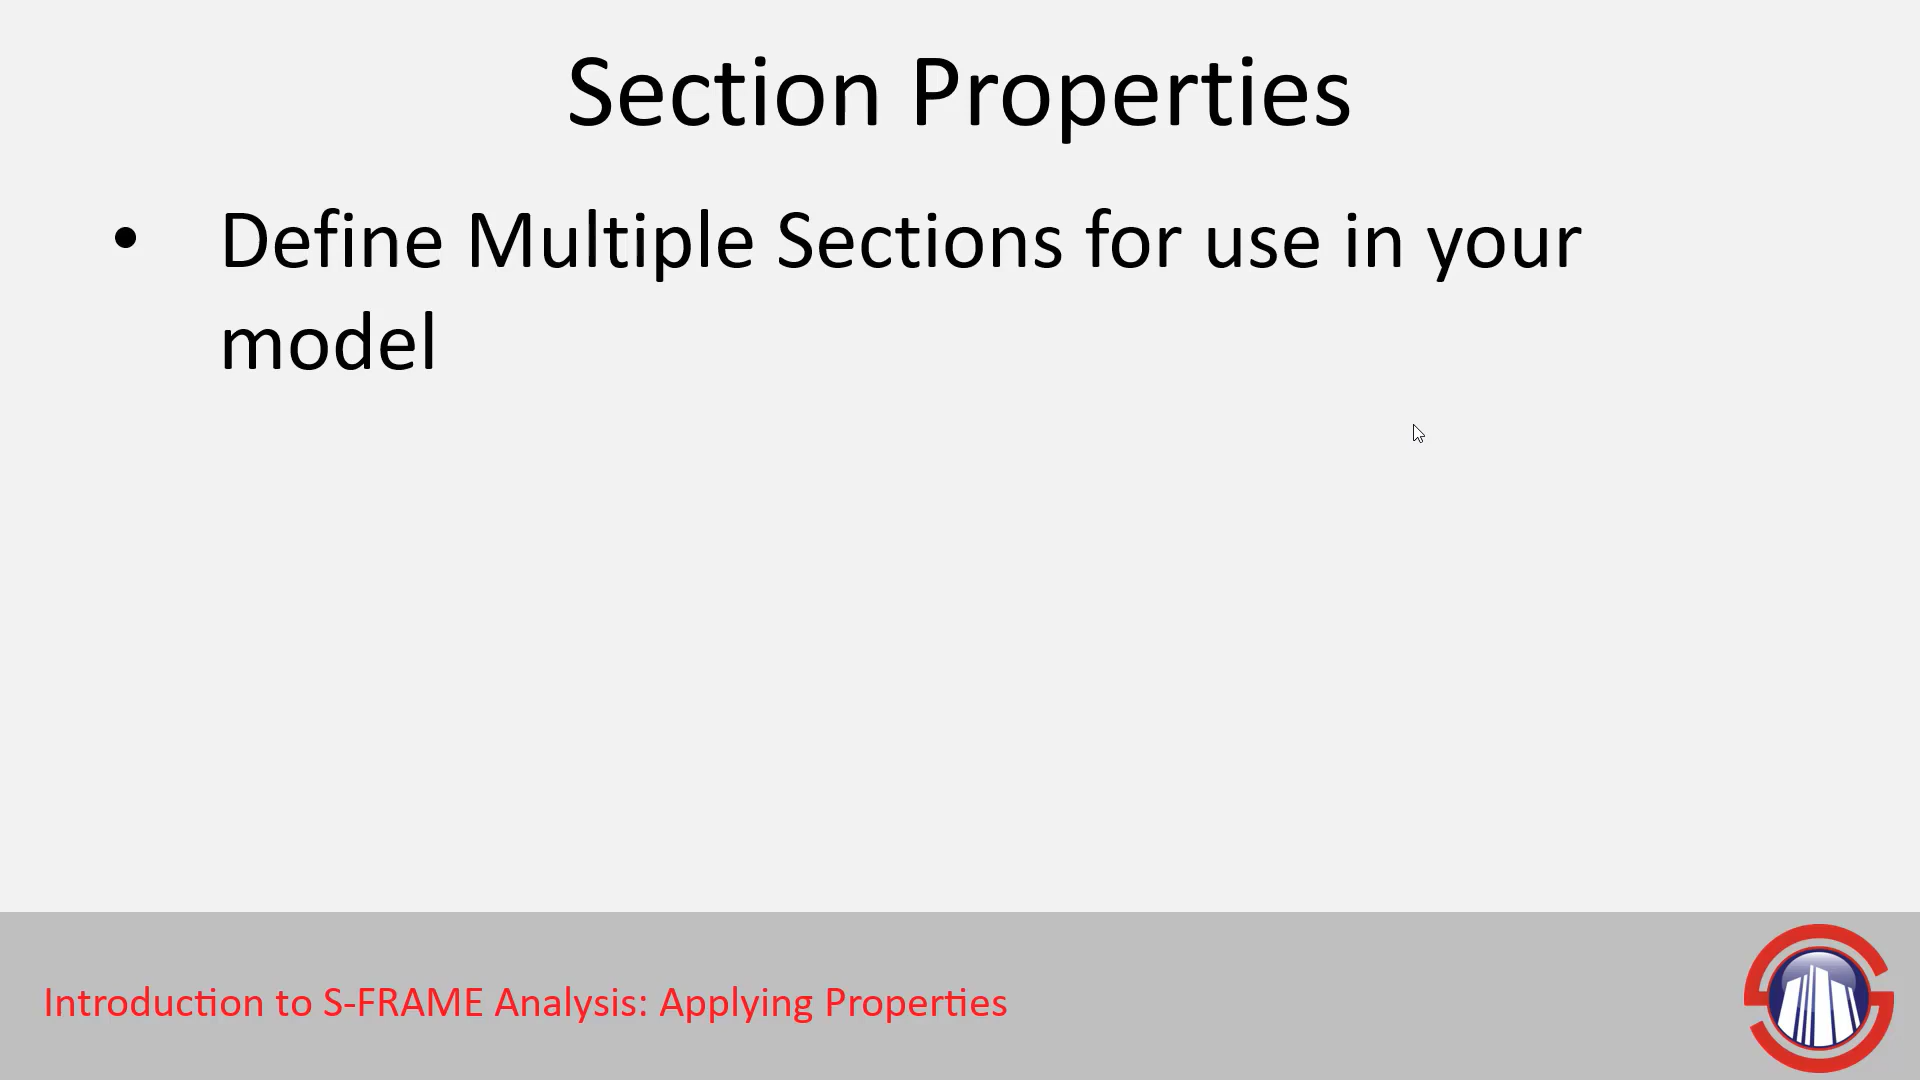 Section Properties
• Define Multiple Sections for use in your
model
Introduction to S-FRAME Analysis: Applying Properties